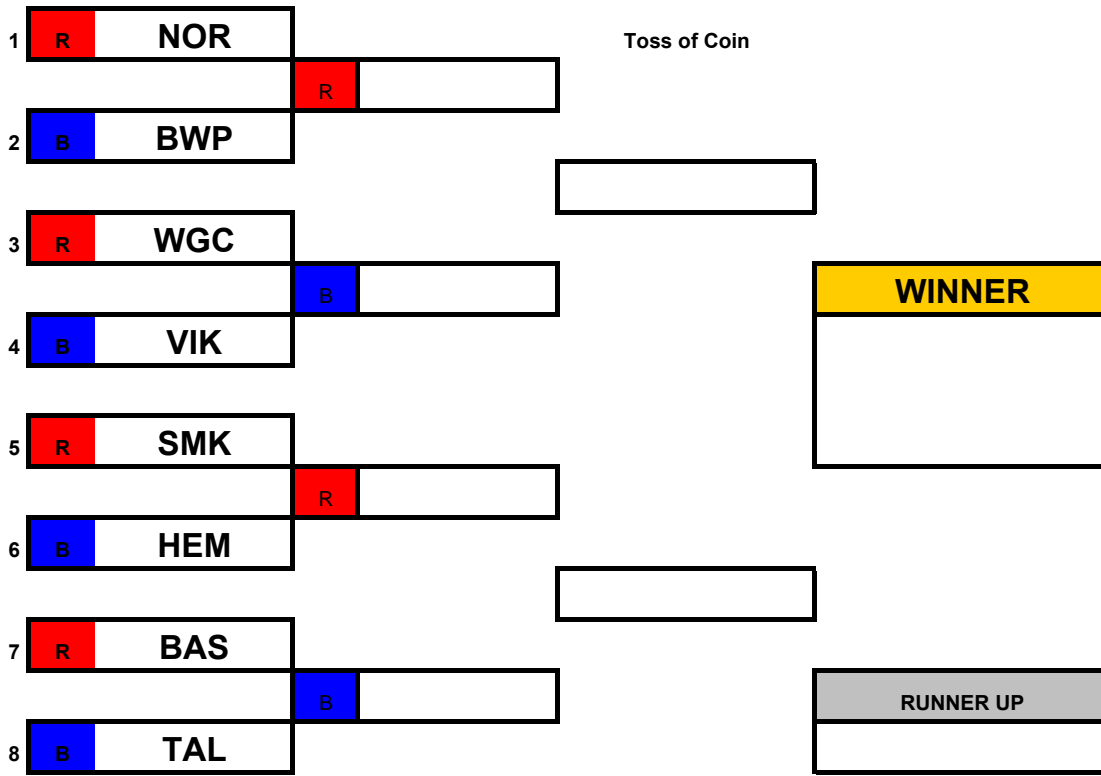 1 R NOR Toss of Coin
R
2 B BWP
3 R WGC
B WINNER
4 B VIK
5 R SMK
R
6 B HEM
7 R BAS
B RUNNER UP
8 B TAL